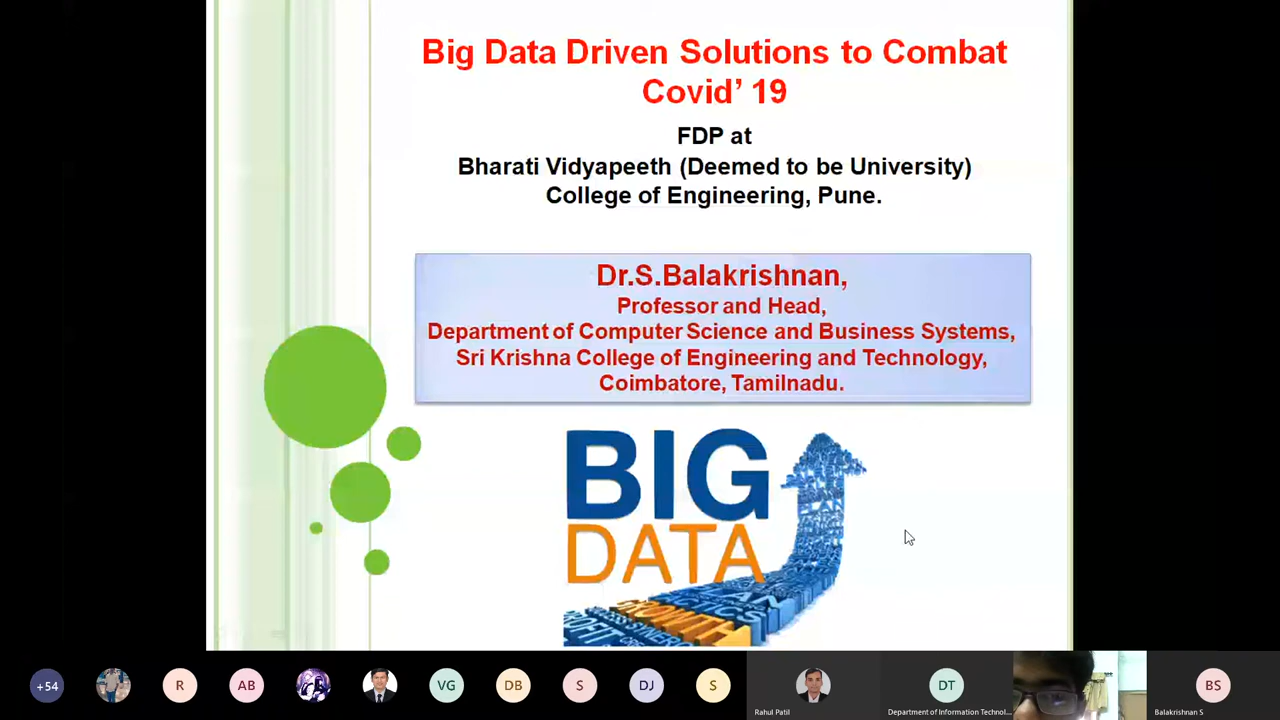 Big Data Driven Solutions to Combat
Covid’ 19
FDP at
Bharati Vidyapeeth (Deemed to be University)
College of Engineering, Pune.
Dr.S.Balakrishnan,
Professor and Head,
Department of Computer Science and Business Systems,
Sri Krishna College of Engineering and Technology,
Coimbatore, Tamilnadu.
BIG
DATA
GROWTH
PROFIT
+54
R
AB
VG
DB
S
DJ
S
DT
BS
Rahul Patil
Department of Information Technol...
Balakrishnan S